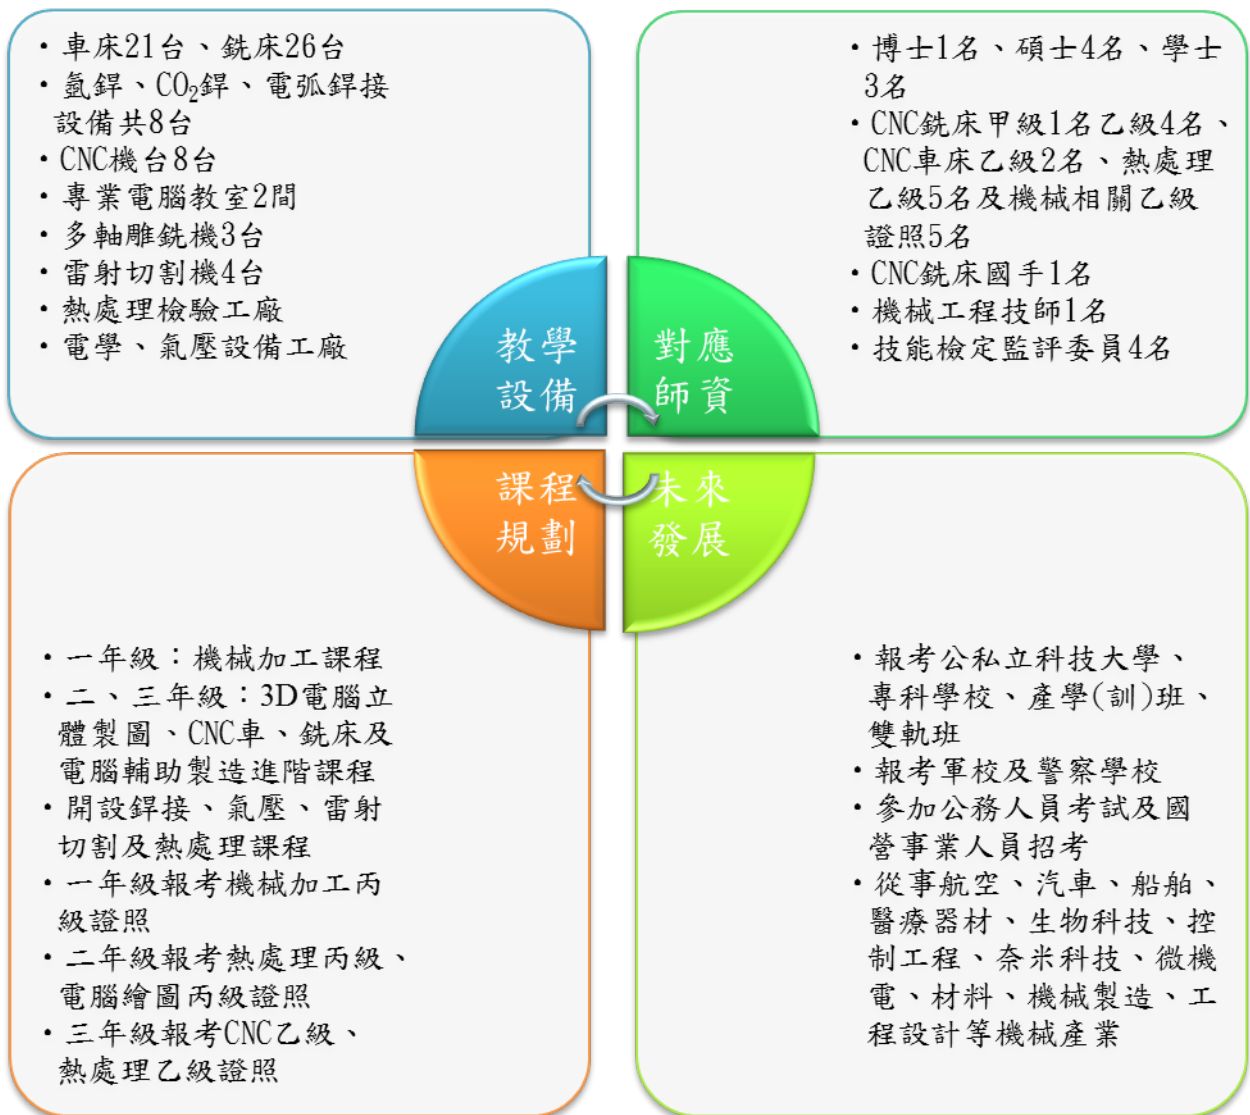 ・車床21台、銑床26台
・氬銲、CO₂銲、電弧銲接
設備共8台
・CNC機台8台
・專業電腦教室2間
・多軸雕銑機3台
・雷射切割機4台
・熱處理檢驗工廠
・電學、氣壓設備工廠
教學
設備
・博士1名、碩士4名、學士
3名
・CNC銑床甲級1名乙級4名、
CNC車床乙級2名、熱處理
乙級5名及機械相關乙級
證照5名
・CNC銑床國手1名
・機械工程技師1名
・技能檢定監評委員4名
對應
師資
課程
規劃
・一年級：機械加工課程
・二、三年級：3D電腦立
體製圖、CNC車、銑床及
電腦輔助製造進階課程
・開設銲接、氣壓、雷射
切割及熱處理課程
・一年級報考機械加工丙
級證照
・二年級報考熱處理丙級、
電腦繪圖丙級證照
・三年級報考CNC乙級、
熱處理乙級證照
未來
發展
・報考公私立科技大學、
專科學校、產學(訓)班、
雙軌班
・報考軍校及警察學校
・參加公務人員考試及國
營事業人員招考
・從事航空、汽車、船舶、
醫療器材、生物科技、控
制工程、奈米科技、微機
電、材料、機械製造、工
程設計等機械產業